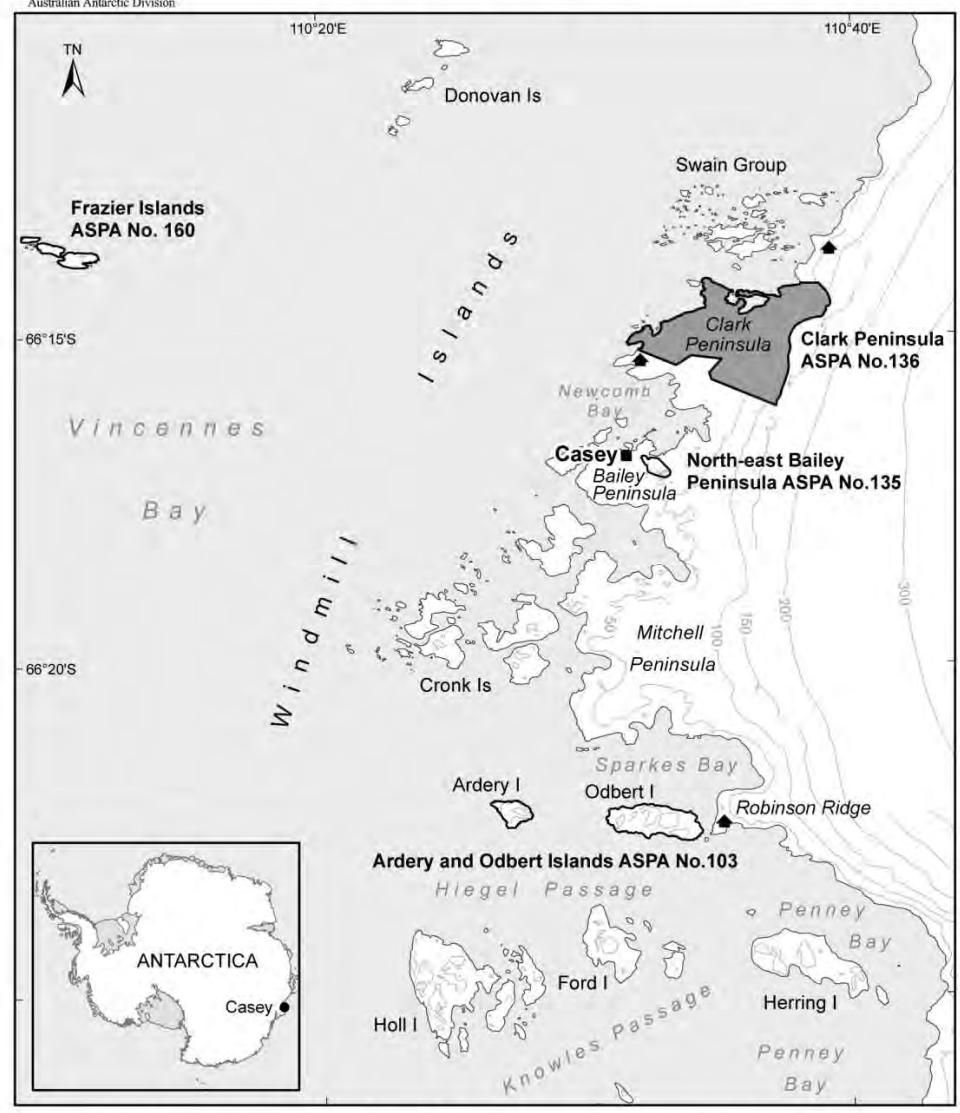 Australian Antarctic Division
110°20'E
110°40'E
TN
Donovan Is
Swain Group
Frazier Islands
ASPA No. 160
Islands
66°15'S
Clark
Peninsula
Clark Peninsula
ASPA No.136
Newcomb
Bay
Vincennes
Bay
Casey
Bailey
Peninsula
North-east Bailey
Peninsula ASPA No.135
Windmill
50
100
150
200
300
Mitchell
Peninsula
66°20'S
Cronk Is
Sparkes Bay
Ardery I
Odbert I
Robinson Ridge
Ardery and Odbert Islands ASPA No.103
Hiegel Passage
Penney
Bay
ANTARCTICA
Casey
Ford I
Herring I
Holl I
Knowles Passage
Penney
Bay